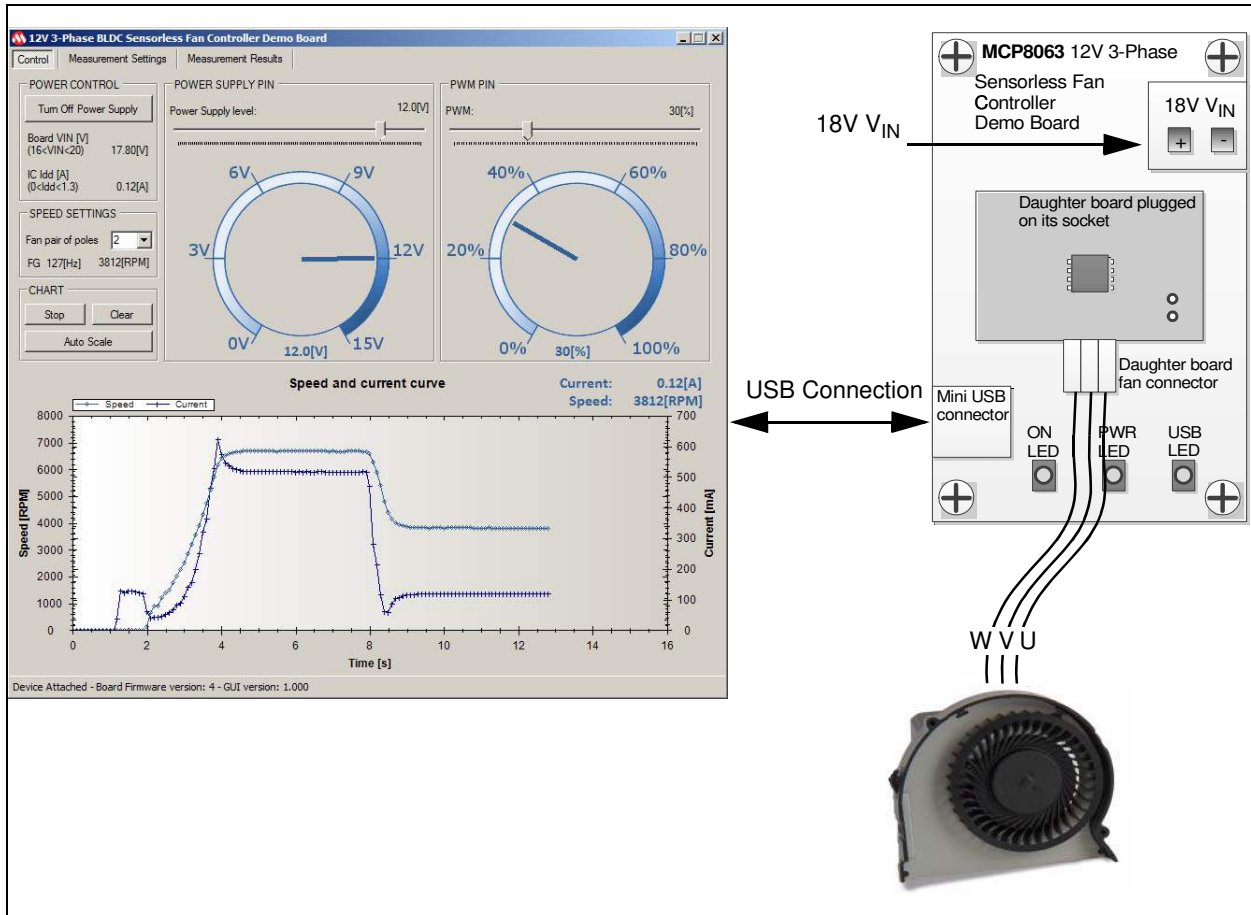 12V 3-Phase BLDC Sensorless Fan Controller Demo Board
Control Measurement Settings Measurement Results
POWER CONTROL
Turn Off Power Supply
Board VIN [V]
(16<VIN<20) 17.80[V]
IC Idd [A]
(0<Idd<1.3) 0.12[A]
SPEED SETTINGS
Fan pair of poles 2
FG 127[Hz] 3812[RPM]
CHART
Stop Clear
Auto Scale
POWER SUPPLY PIN
Power Supply level: 12.0[V]
6V 9V
3V 12V
0V 15V
12.0[V]
PWM PIN
PWM: 30[%]
40% 60%
20% 80%
0% 100%
30[%]
Speed and current curve
Current: 0.12[A]
Speed: 3812[RPM]
Speed Current
Speed [RPM]
8000
7000
6000
5000
4000
3000
2000
1000
0
700
600
500
400
300
200
100
0
Current [mA]
0 2 4 6 8 10 12 14 16
Time [s]
Device Attached - Board Firmware version: 4 - GUI version: 1.000
18V VIN
USB Connection
MCP8063 12V 3-Phase
Sensorless Fan
Controller
Demo Board
18V VIN
+ -
Daughter board plugged
on its socket
Daughter board
fan connector
Mini USB
connector
ON
LED
PWR
LED
USB
LED
W V U